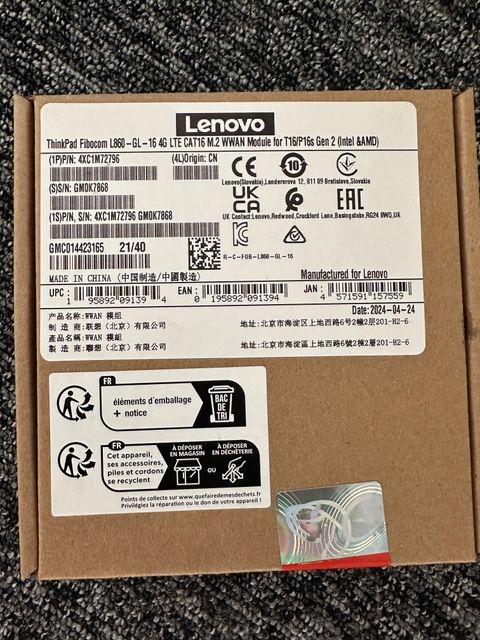 Lenovo
ThinkPad Fibocom L860-GL-16 4G LTE CAT16 M.2 WWAN Module for T16/P16s Gen 2 (Intel &AMD)
(1P)P/N: 4XC1M72796 (4L)Origin: CN
(S)S/N: GM0K7868
Lenovo(Slovakia),Landererova 12, 811 09 Bratislava,Slovakia
(1S)P/N, S/N: 4XC1M72796 GM0K7868
UK CA
UK Contact:Lenovo,Redwood,Crockford Lane,Basingstoke,RG24 8WQ,UK
GMC014423165 21/40
R-C-FOB-L860-GL-16
MADE IN CHINA (中国制造/中國製造) Manufactured for Lenovo
UPC : 1 95892 09139 4 EAN : 0 195892 091394 JAN : 4 571591 157559
Date:2024-04-24
产品名称: WWAN 模组
制 造 商: 联想 (北京) 有限公司 地址:北京市海淀区上地西路6号2幢2层201-H2-6
產品名稱: WWAN 模組
製 造 商: 聯想 (北京) 有限公司 地址:北京市海淀區上地西路6號2棟2層201-H2-6
FR
éléments d'emballage
+ notice
BAC
DE
TRI
FR
Cet appareil,
ses accessoires,
piles et cordons
se recyclent
À DÉPOSER
EN MAGASIN
OU
À DÉPOSER
EN DÉCHÈTERIE
Points de collecte sur www.quefairedemesdechets.fr
Privilégiez la réparation ou le don de votre appareil !